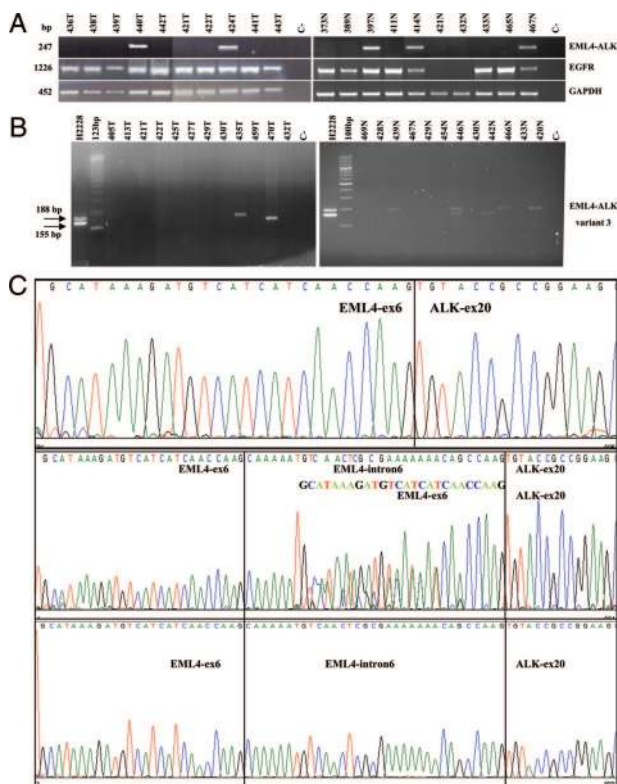 A
bp
436T 438T 439T 440T 442T 421T 422T 424T 441T 443T C-
373N 389N 397N 411N 414N 421N 432N 433N 465N 467N C-
247 EML4-ALK
1226 EGFR
452 GAPDH
B
H2228 123bp 405T 413T 421T 422T 425T 427T 429T 430T 435T 459T 470T 432T C-
H2228 100bp 469N 428N 439N 467N 429N 454N 446N 430N 442N 466N 433N 420N C-
188 bp
155 bp
EML4-ALK
variant 3
C
GCATAAAGATGTCATCATCAACCAAGTGTACCGCCGGAAGC
EML4-ex6 ALK-ex20
GCATAAAGATGTCATCATCAACCAAGCAAAAATGTCAACTCGCGAAAAAAACAGCCAAGTGTACCGCCGGAAGC
EML4-ex6 EML4-intron6 ALK-ex20
GCATAAAGATGTCATCATCAACCAAG
EML4-ex6 ALK-ex20
GCATAAAGATGTCATCATCAACCAAGCAAAAATGTCAACTCGCGAAAAAAACAGCCAAGTGTACCGCCGGAAGC
EML4-ex6 EML4-intron6 ALK-ex20